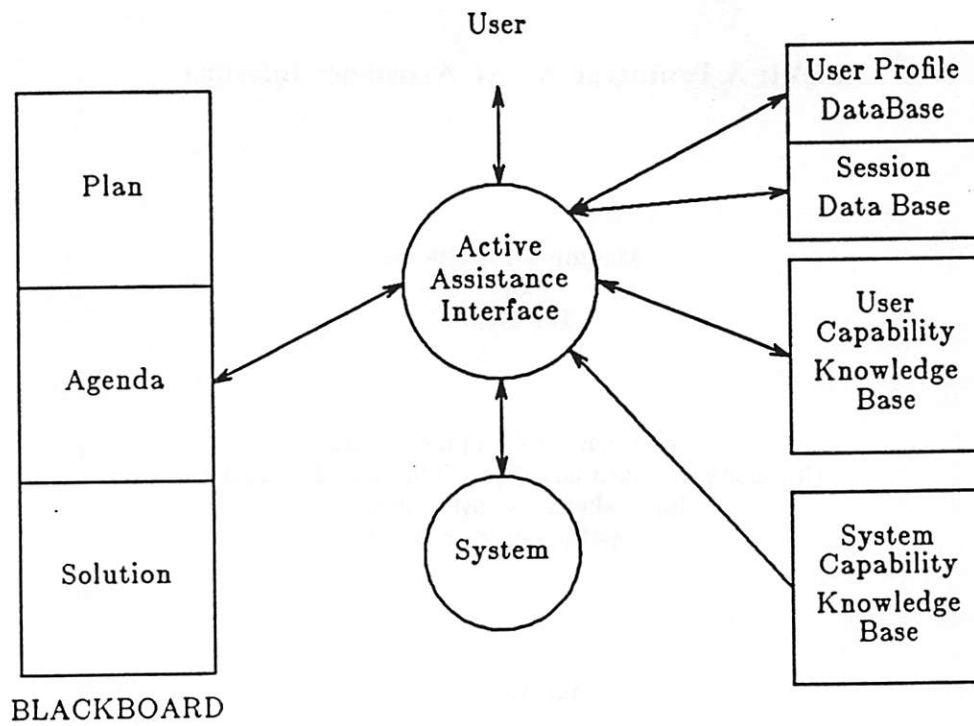 User
User Profile
DataBase
Session
Data Base
Plan
Active
Assistance
Interface
User
Capability
Knowledge
Base
Agenda
System
Capability
Knowledge
Base
System
Solution
BLACKBOARD